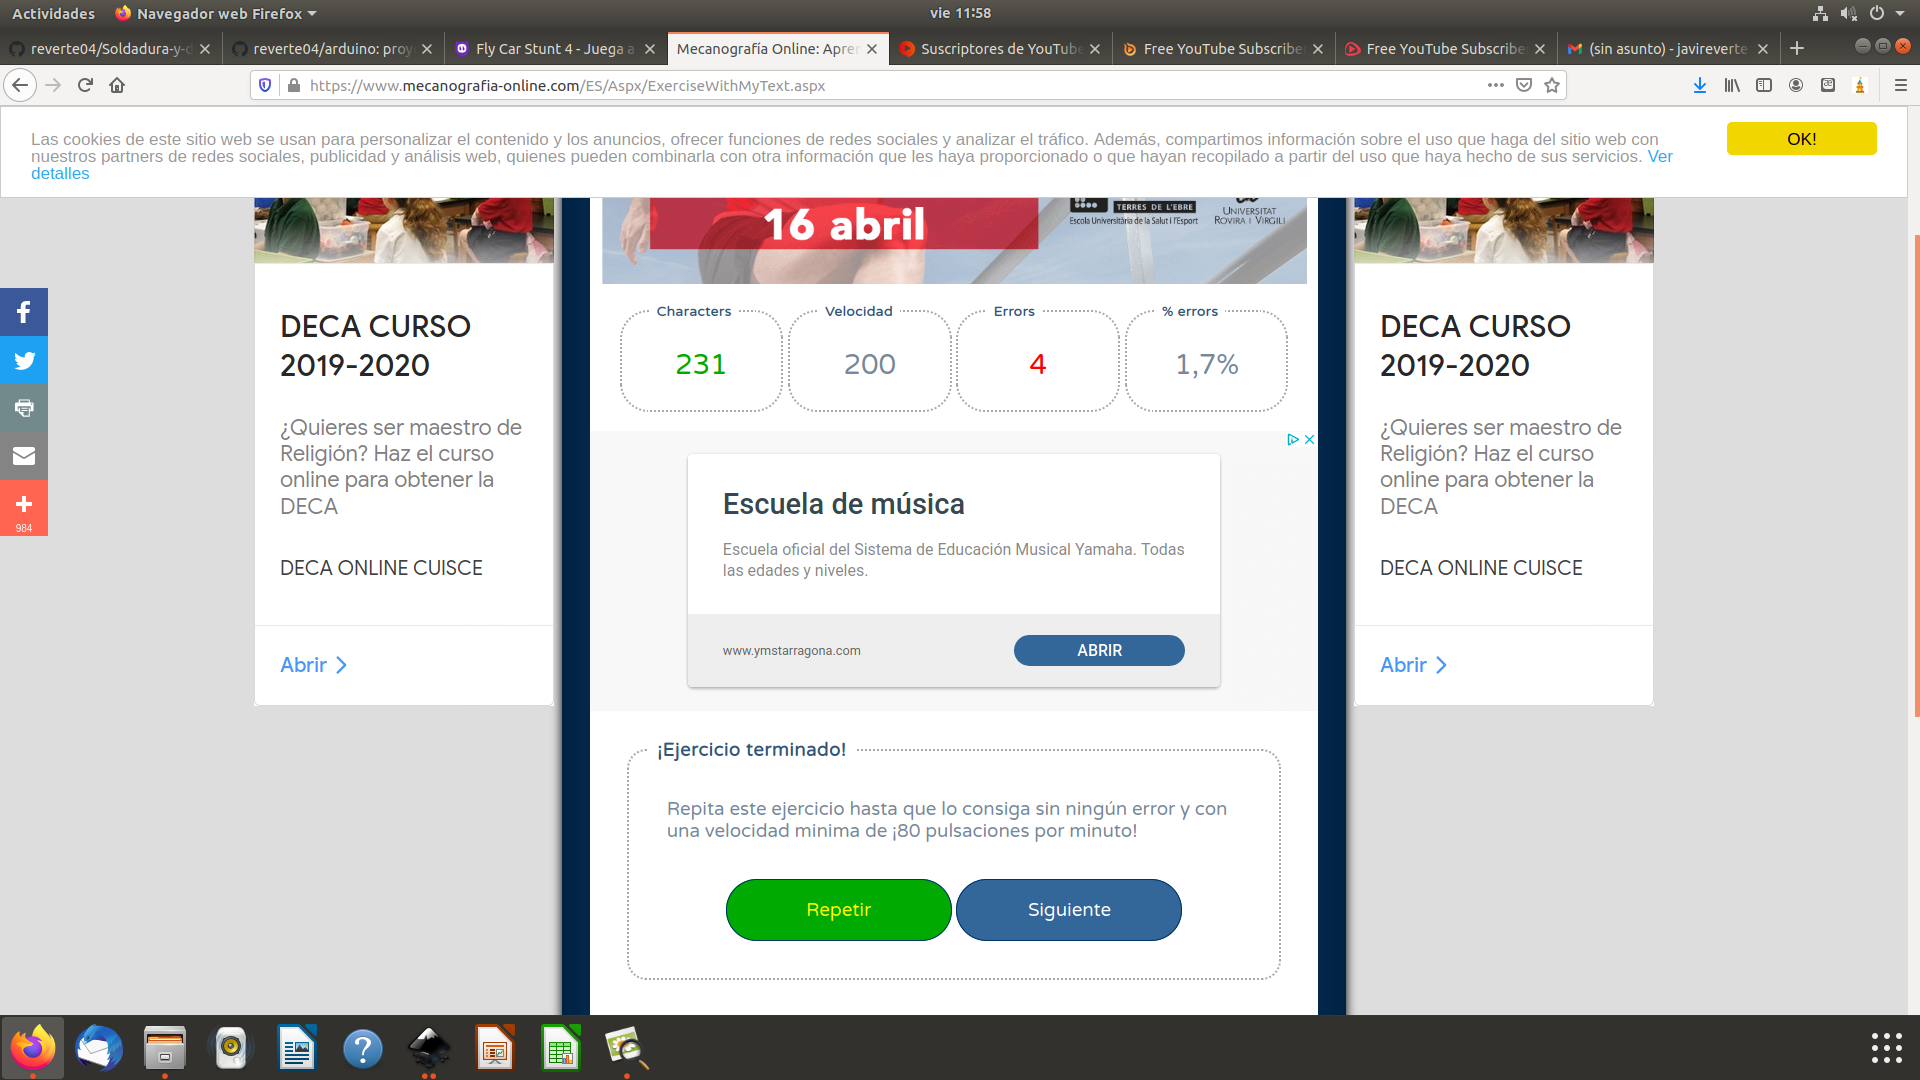 Actividades
Navegador web Firefox
vie 11:58
reverte04/Soldadura-y-d
reverte04/arduino: proye
Fly Car Stunt 4 - Juega a
Mecanografía Online: Apren
Suscriptores de YouTube
Free YouTube Subscribe
Free YouTube Subscribe
(sin asunto) - javireverte
https://www.mecanografia-online.com/ES/Aspx/ExerciseWithMyText.aspx
Las cookies de este sitio web se usan para personalizar el contenido y los anuncios, ofrecer funciones de redes sociales y analizar el tráfico. Además, compartimos información sobre el uso que haga del sitio web con
nuestros partners de redes sociales, publicidad y análisis web, quienes pueden combinarla con otra información que les haya proporcionado o que hayan recopilado a partir del uso que haya hecho de sus servicios. Ver
detalles
OK!
16 abril
TERRES DE L'EBRE
Escola Universitària de la Salut i l'Esport
UNIVERSITAT
ROVIRA I VIRGILI
Characters
231
Velocidad
200
Errors
4
% errors
1,7%
DECA CURSO
2019-2020
¿Quieres ser maestro de
Religión? Haz el curso
online para obtener la
DECA
DECA ONLINE CUISCE
Abrir
984
Escuela de música
Escuela oficial del Sistema de Educación Musical Yamaha. Todas
las edades y niveles.
www.ymstarragona.com
ABRIR
DECA CURSO
2019-2020
¿Quieres ser maestro de
Religión? Haz el curso
online para obtener la
DECA
DECA ONLINE CUISCE
Abrir
¡Ejercicio terminado!
Repita este ejercicio hasta que lo consiga sin ningún error y con
una velocidad minima de ¡80 pulsaciones por minuto!
Repetir
Siguiente